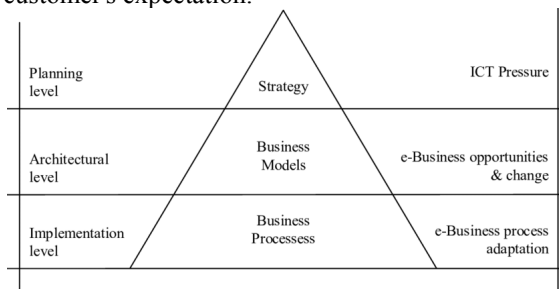 customer's expectation.
Planning
level
Strategy
ICT Pressure
Architectural
level
Business
Models
e-Business opportunities
& change
Implementation
level
Business
Processess
e-Business process
adaptation